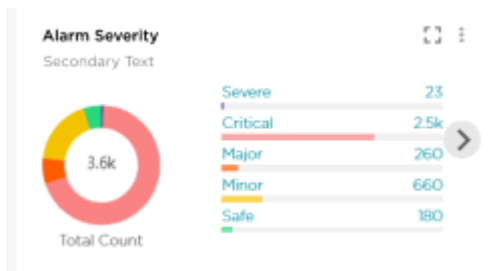 Alarm Severity
Secondary Text
Severe 23
Critical 2.5k
Major 260
Minor 660
Safe 180
3.6k
Total Count